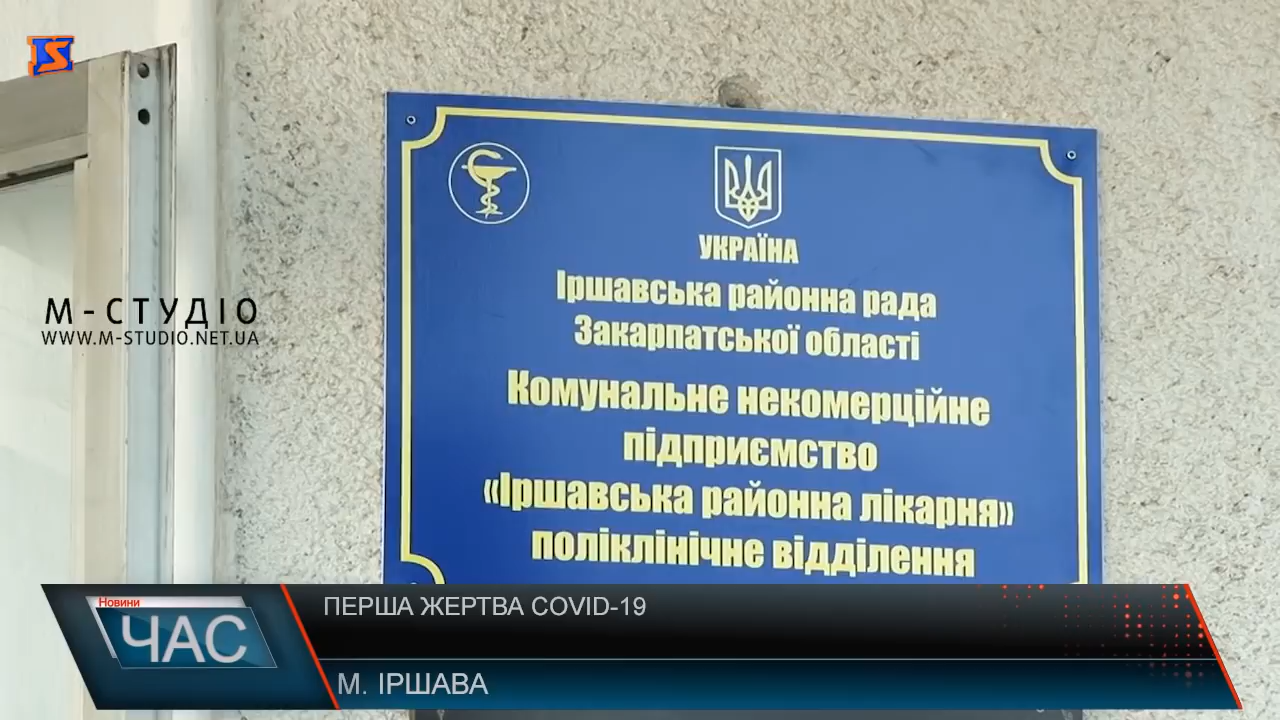 УКРАЇНА
Іршавська районна рада
Закарпатської області
Комунальне некомерційне
підприємство
«Іршавська районна лікарня»
поліклінічне відділення
М-СТУДІО
WWW.M-STUDIO.NET.UA
Новини
ЧАС
ПЕРША ЖЕРТВА COVID-19
М. ІРШАВА